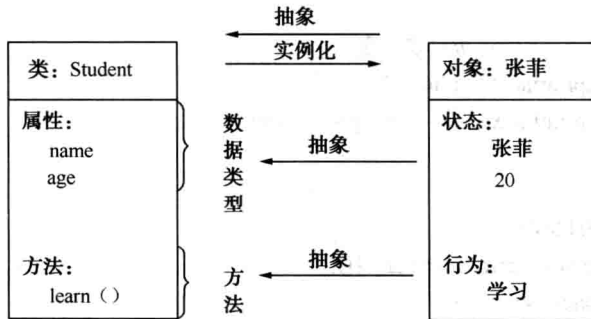 抽象
实例化
类：Student
属性：
name
age
方法：
learn（）
数据类型
方法
抽象
抽象
对象：张菲
状态：
张菲
20
行为：
学习